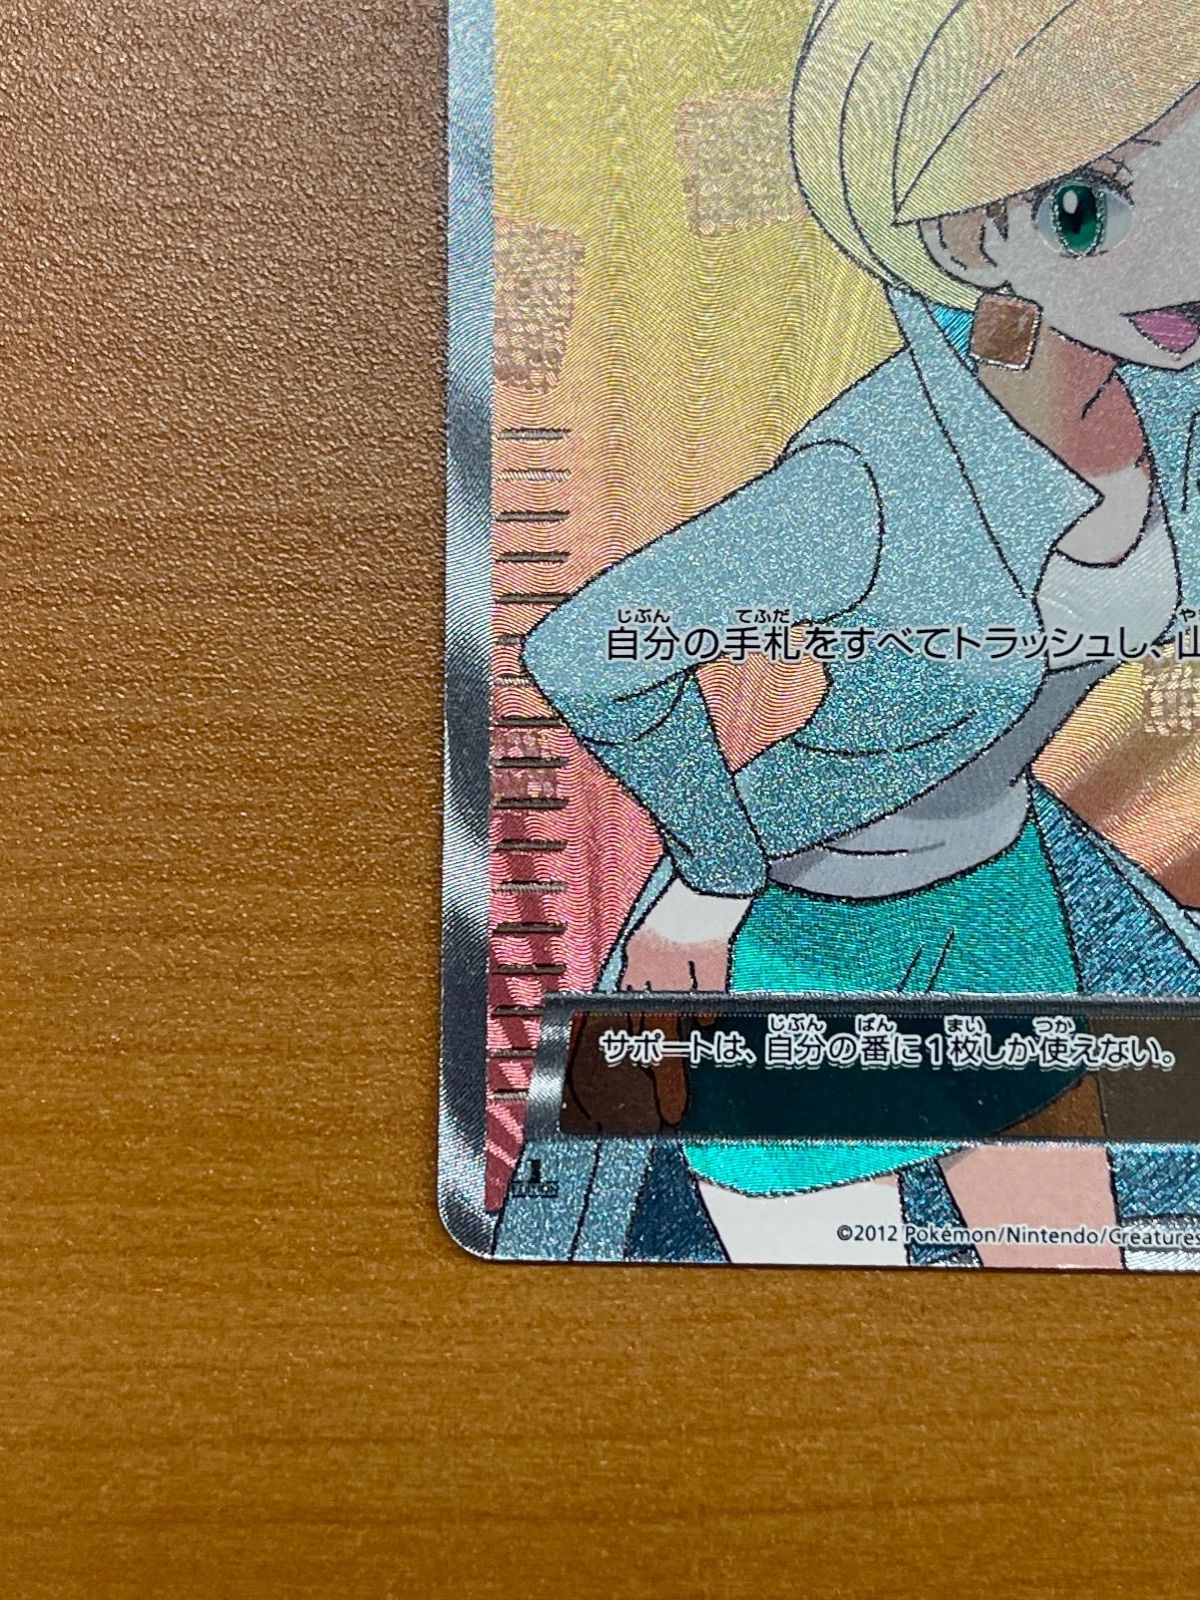 自分の手札をすべてトラッシュし、山
サポートは、自分の番に1枚しか使えない。
1
EDITION
©2012 Pokémon/Nintendo/Creatures